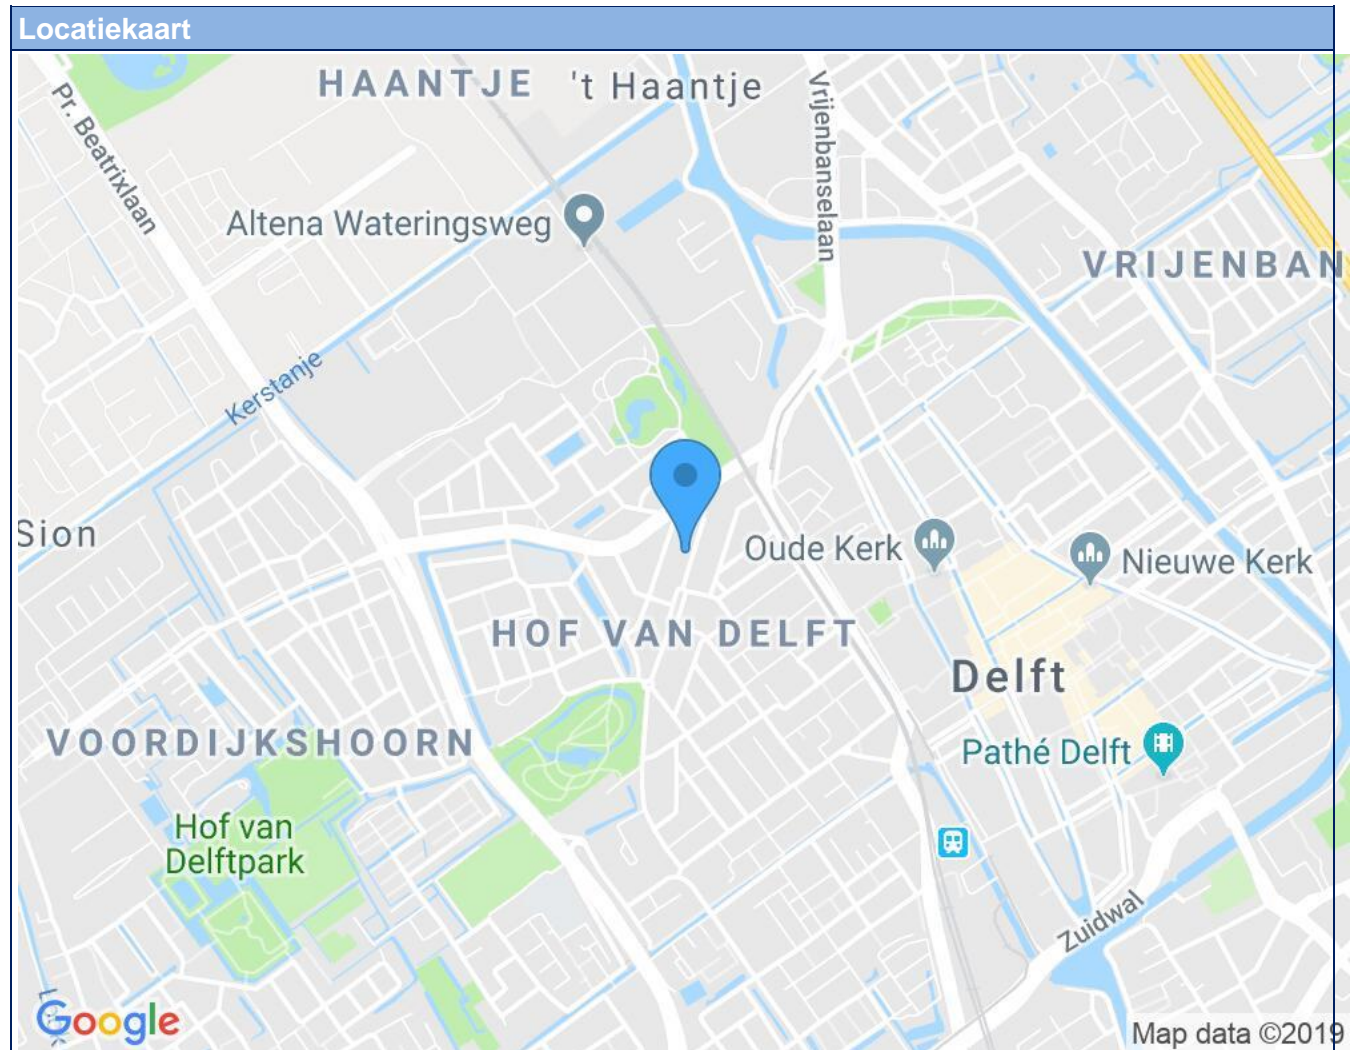 Locatiekaart
HAANTJE
't Haantje
Pr. Beatrixlaan
Vrijenbanselaan
Altena Wateringsweg
VRIJENBAN
Kerstanje
Sion
Oude Kerk
Nieuwe Kerk
HOF VAN DELFT
Delft
VOORDIJKSHOORN
Pathé Delft
Hof van
Delftpark
Zuidwal
Google
Map data ©2019